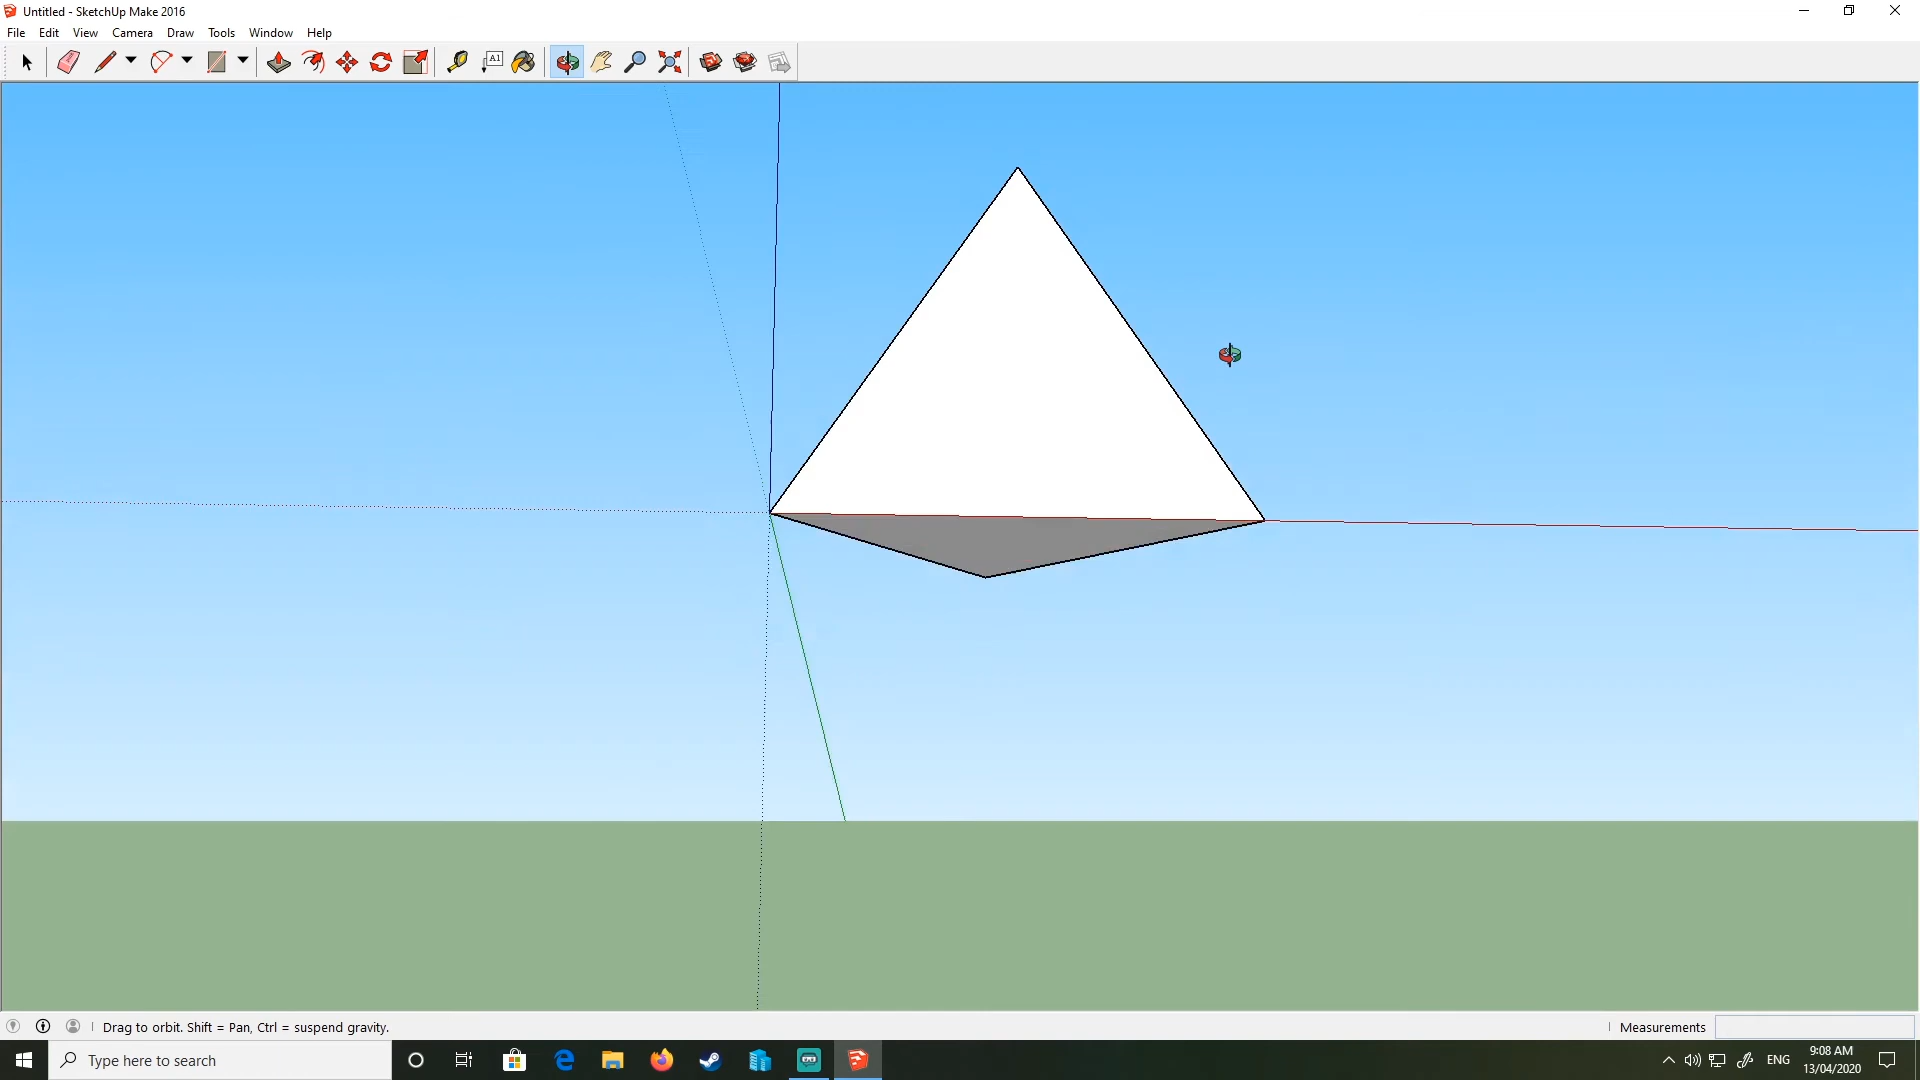 Untitled - SketchUp Make 2016
File Edit View Camera Draw Tools Window Help
A1
Drag to orbit. Shift = Pan, Ctrl = suspend gravity.
Measurements
Type here to search
ENG
9:08 AM
13/04/2020